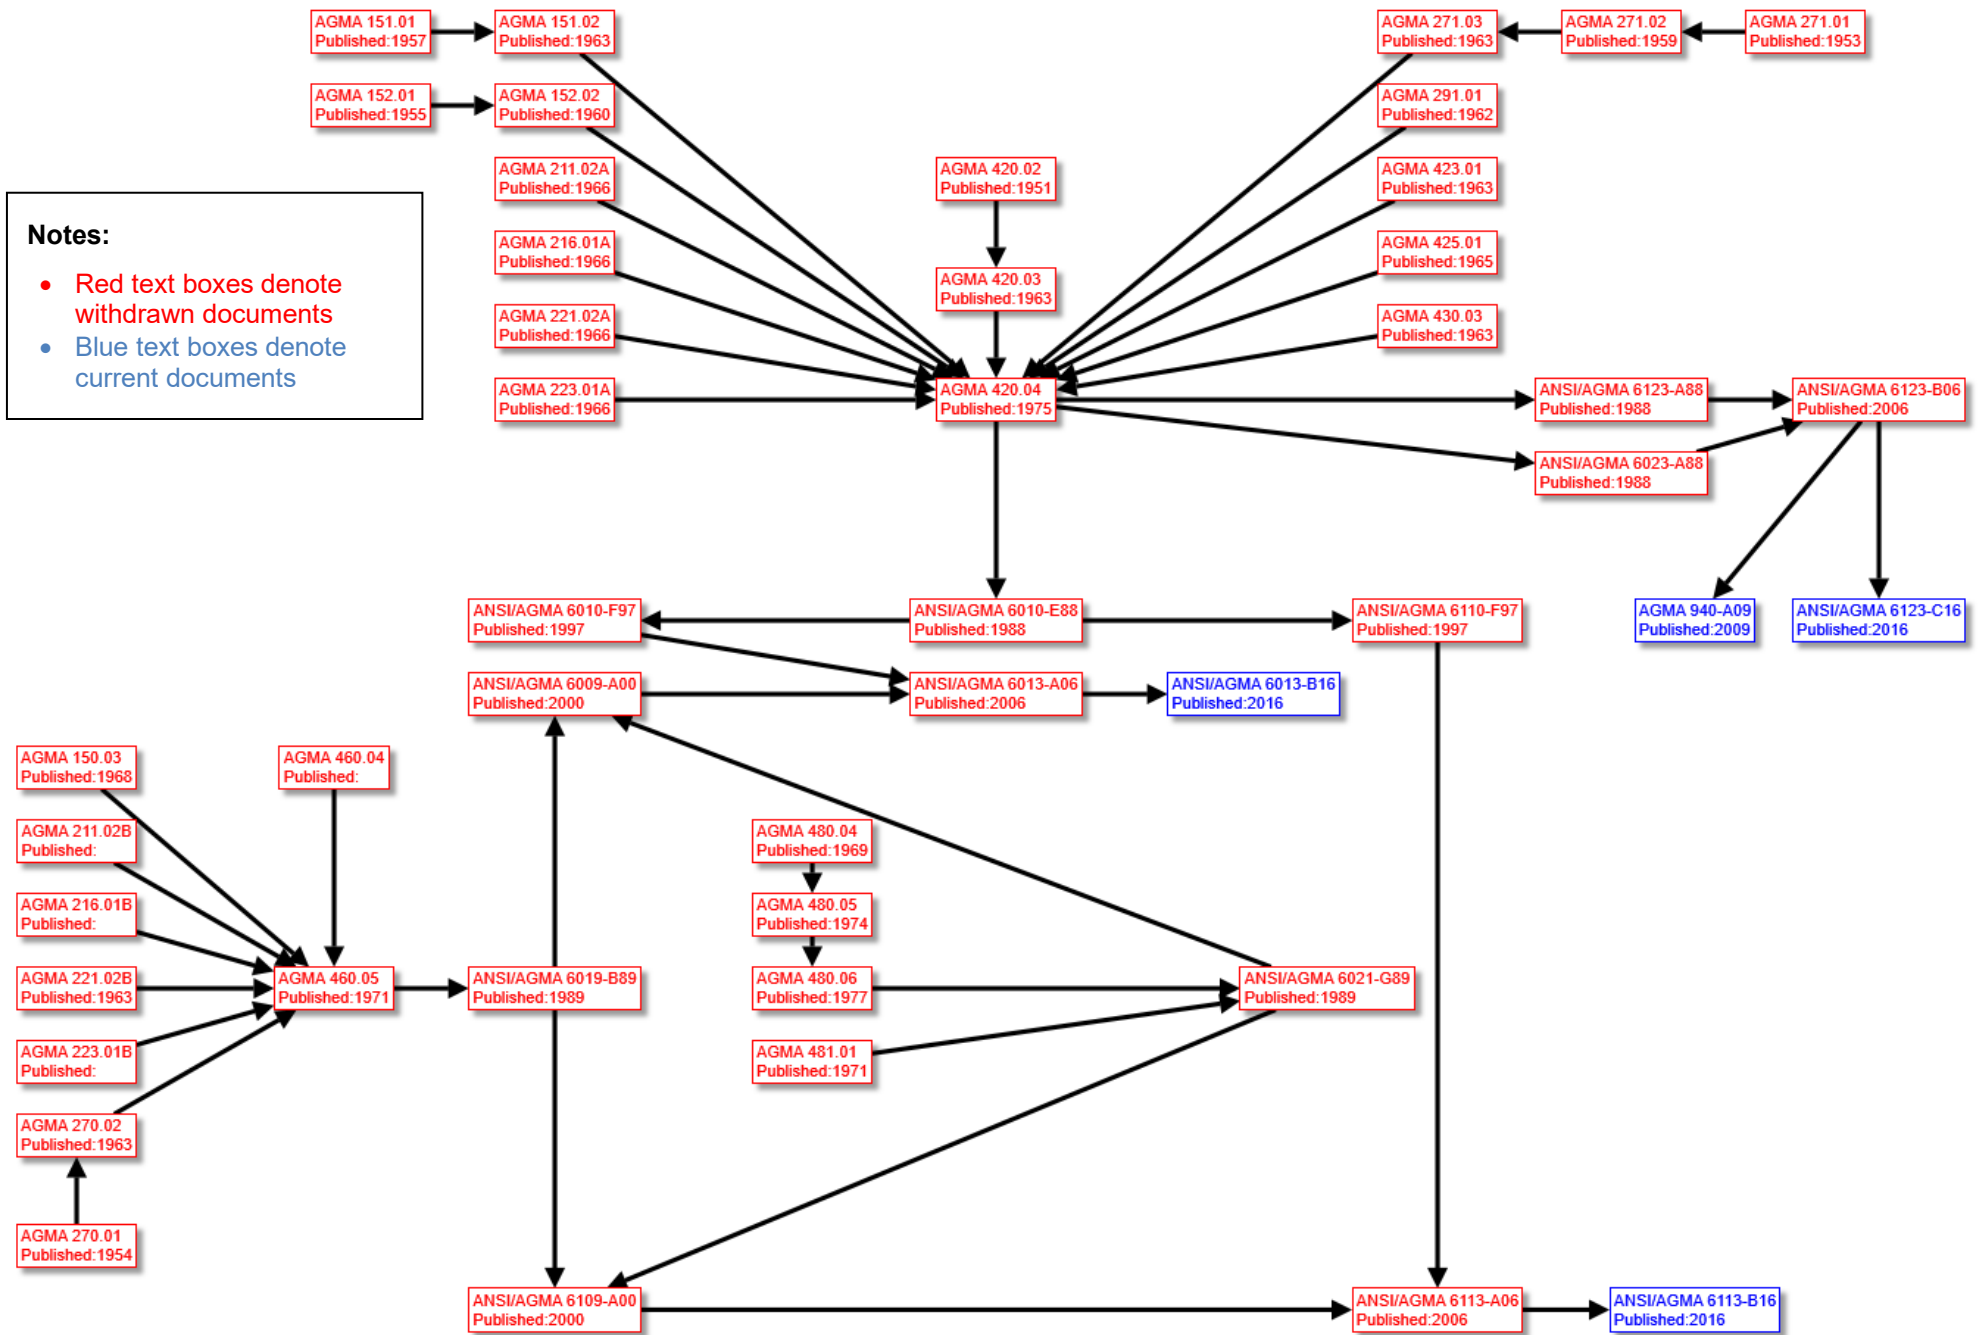 AGMA 151.01
Published:1957
AGMA 151.02
Published:1963
AGMA 271.03
Published:1963
AGMA 271.02
Published:1959
AGMA 271.01
Published:1953
AGMA 152.01
Published:1955
AGMA 152.02
Published:1960
AGMA 291.01
Published:1962
AGMA 211.02A
Published:1966
AGMA 420.02
Published:1951
AGMA 423.01
Published:1963
Notes:
• Red text boxes denote
withdrawn documents
• Blue text boxes denote
current documents
AGMA 216.01A
Published:1966
AGMA 420.03
Published:1963
AGMA 425.01
Published:1965
AGMA 221.02A
Published:1966
AGMA 430.03
Published:1963
AGMA 223.01A
Published:1966
AGMA 420.04
Published:1975
ANSI/AGMA 6123-A88
Published:1988
ANSI/AGMA 6123-B06
Published:2006
ANSI/AGMA 6023-A88
Published:1988
ANSI/AGMA 6010-F97
Published:1997
ANSI/AGMA 6010-E88
Published:1988
ANSI/AGMA 6110-F97
Published:1997
AGMA 940-A09
Published:2009
ANSI/AGMA 6123-C16
Published:2016
ANSI/AGMA 6009-A00
Published:2000
ANSI/AGMA 6013-A06
Published:2006
ANSI/AGMA 6013-B16
Published:2016
AGMA 150.03
Published:1968
AGMA 460.04
Published:
AGMA 211.02B
Published:
AGMA 480.04
Published:1969
AGMA 216.01B
Published:
AGMA 480.05
Published:1974
AGMA 221.02B
Published:1963
AGMA 460.05
Published:1971
ANSI/AGMA 6019-B89
Published:1989
AGMA 480.06
Published:1977
ANSI/AGMA 6021-G89
Published:1989
AGMA 223.01B
Published:
AGMA 481.01
Published:1971
AGMA 270.02
Published:1963
AGMA 270.01
Published:1954
ANSI/AGMA 6109-A00
Published:2000
ANSI/AGMA 6113-A06
Published:2006
ANSI/AGMA 6113-B16
Published:2016